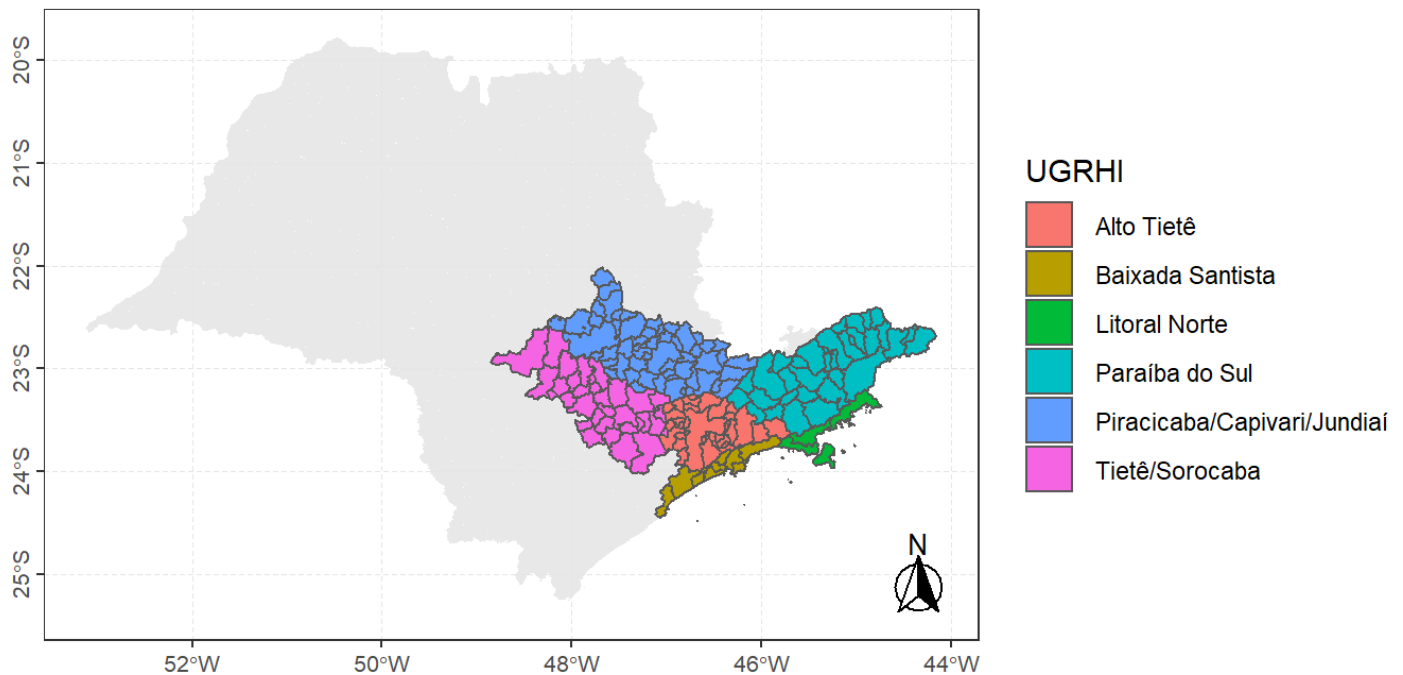 20°S
21°S
22°S
23°S
24°S
25°S
52°W
50°W
48°W
46°W
44°W
N
UGRHI
Alto Tietê
Baixada Santista
Litoral Norte
Paraíba do Sul
Piracicaba/Capivari/Jundiaí
Tietê/Sorocaba